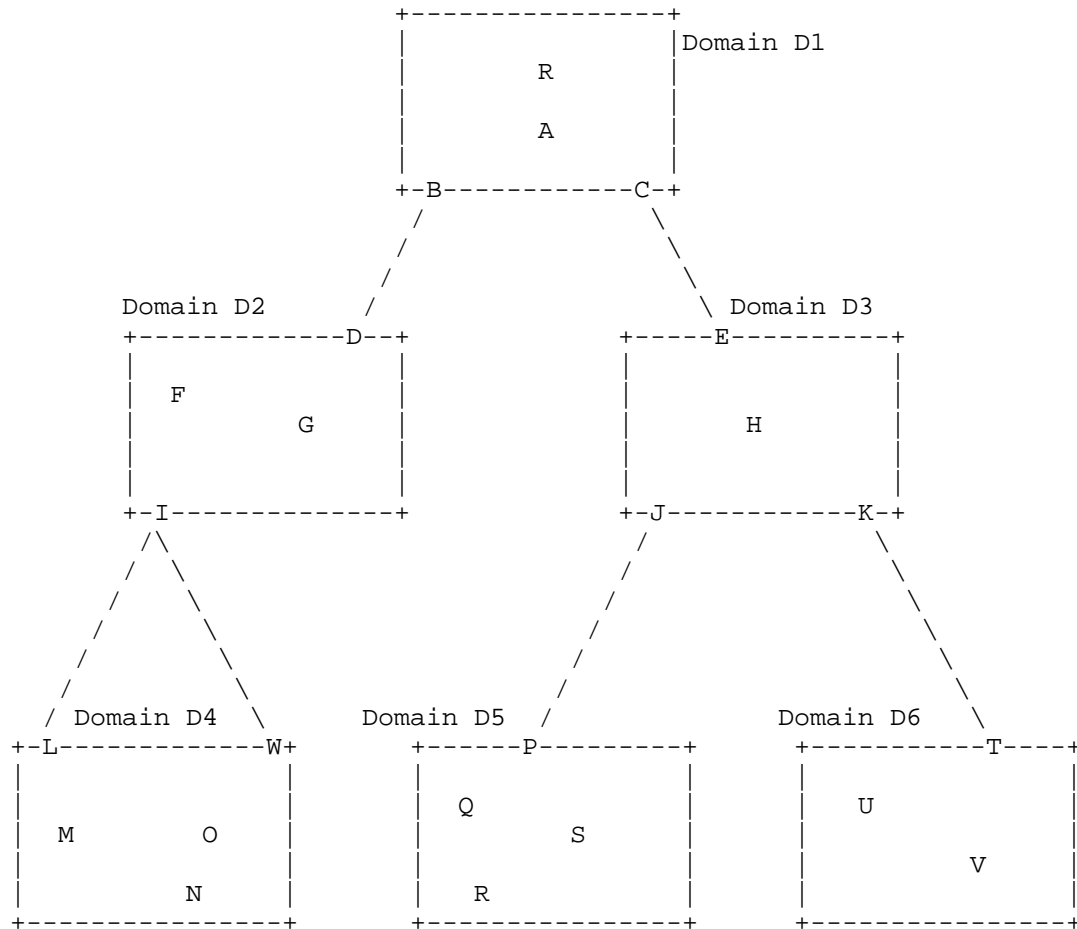 +-----------------+
Domain D1
R
A
+-B------------C-+
Domain D2 Domain D3
+-------------D--+ +-----E----------+
F
G H
+-I--------------+ +-J------------K-+
Domain D4 Domain D5 Domain D6
+-L-------------W+ +------P---------+ +-----------T----+
Q U
M O S
V
N R
+----------------+ +----------------+ +----------------+